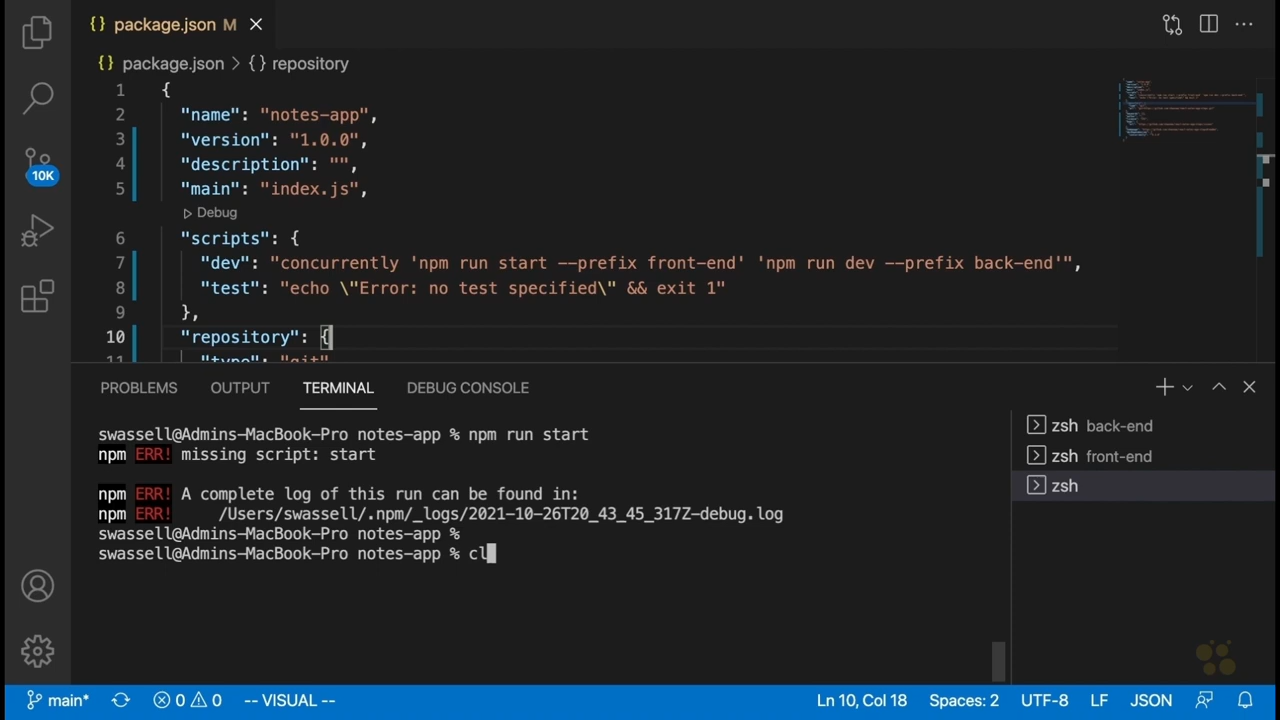 package.json M
package.json > {} repository
1 {
2 "name": "notes-app",
3 "version": "1.0.0",
4 "description": "",
5 "main": "index.js",
Debug
6 "scripts": {
7 "dev": "concurrently 'npm run start --prefix front-end' 'npm run dev --prefix back-end'",
8 "test": "echo \"Error: no test specified\" && exit 1"
9 },
10 "repository": {
11 "type": "git"
10K
PROBLEMS OUTPUT TERMINAL DEBUG CONSOLE
swassell@Admins-MacBook-Pro notes-app % npm run start
npm ERR! missing script: start
npm ERR! A complete log of this run can be found in:
npm ERR! /Users/swassell/.npm/_logs/2021-10-26T20_43_45_317Z-debug.log
swassell@Admins-MacBook-Pro notes-app %
swassell@Admins-MacBook-Pro notes-app % cl
zsh back-end
zsh front-end
zsh
main* 0 0 -- VISUAL -- Ln 10, Col 18 Spaces: 2 UTF-8 LF JSON